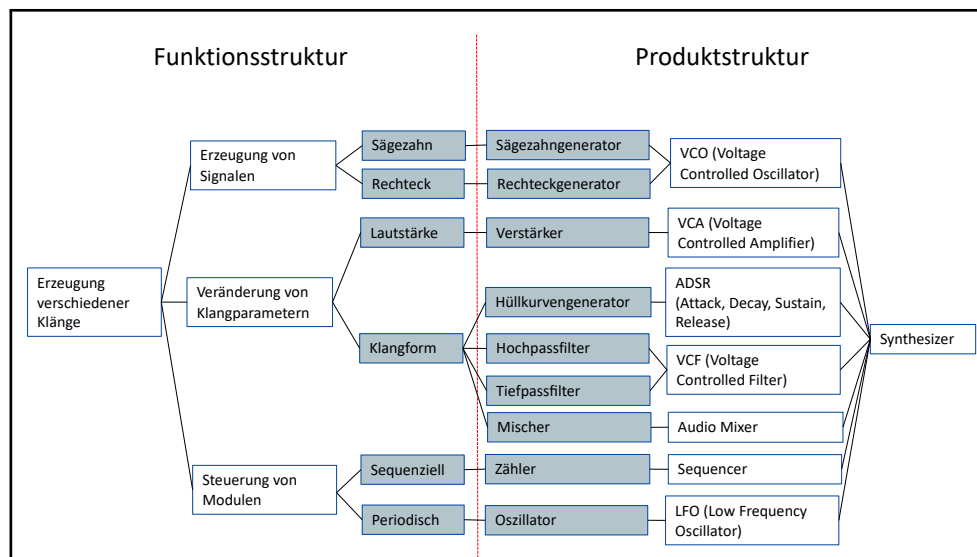 Funktionsstruktur
Produktstruktur
Erzeugung
verschiedener
Klänge
Erzeugung von
Signalen
Veränderung von
Klangparametern
Steuerung von
Modulen
Sägezahn
Rechteck
Lautstärke
Klangform
Sequenziell
Periodisch
Sägezahngenerator
Rechteckgenerator
Verstärker
Hüllkurvengenerator
Hochpassfilter
Tiefpassfilter
Mischer
Zähler
Oszillator
VCO (Voltage
Controlled Oscillator)
VCA (Voltage
Controlled Amplifier)
ADSR
(Attack, Decay, Sustain,
Release)
VCF (Voltage
Controlled Filter)
Audio Mixer
Sequencer
LFO (Low Frequency
Oscillator)
Synthesizer